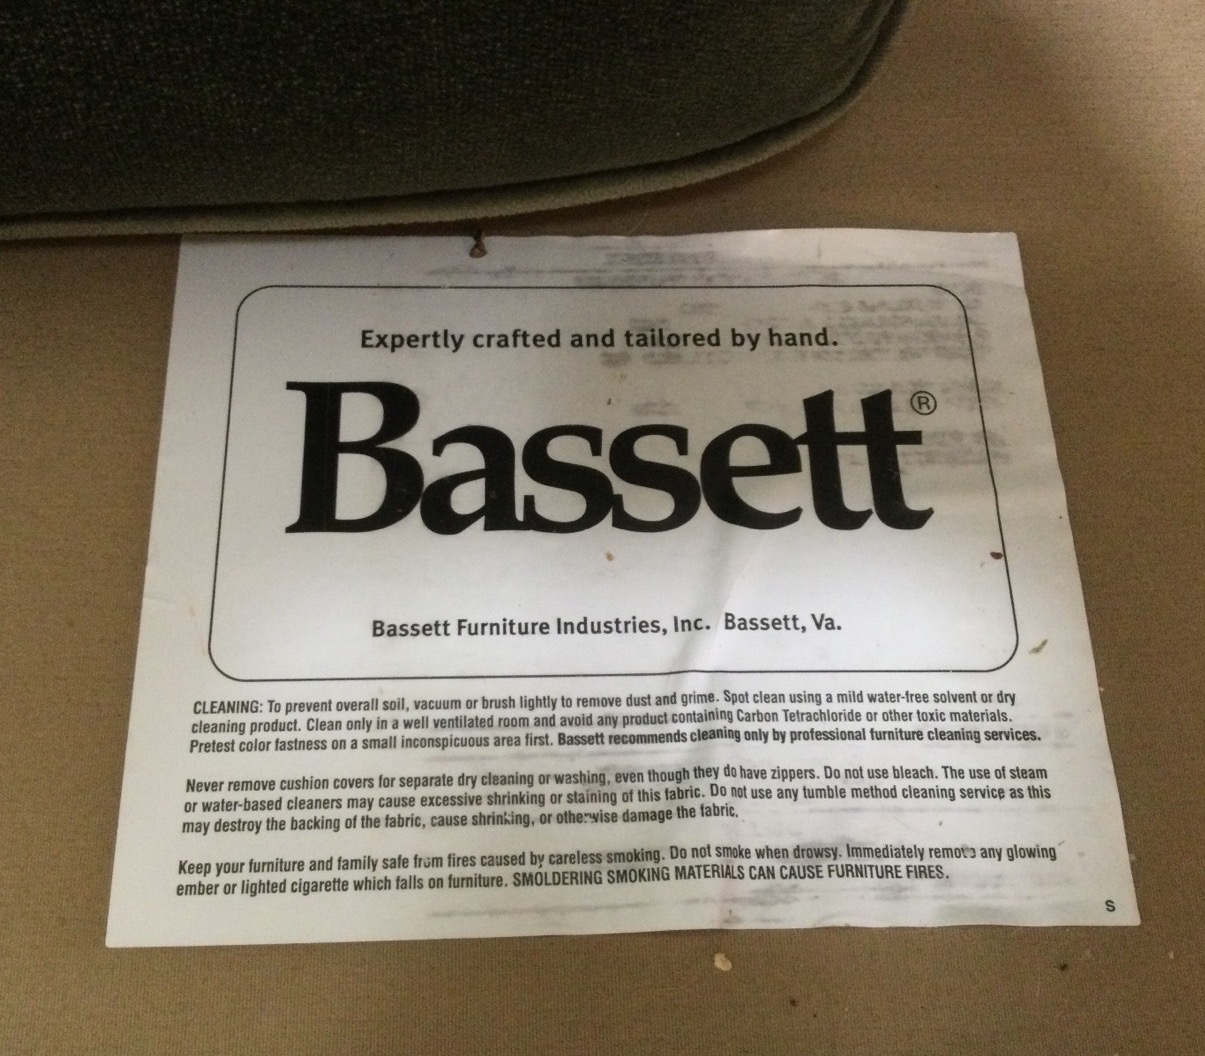 Expertly crafted and tailored by hand.
Bassett®
Bassett Furniture Industries, Inc. Bassett, Va.
CLEANING: To prevent overall soil, vacuum or brush lightly to remove dust and grime. Spot clean using a mild water-free solvent or dry
cleaning product. Clean only in a well ventilated room and avoid any product containing Carbon Tetrachloride or other toxic materials.
Pretest color fastness on a small inconspicuous area first. Bassett recommends cleaning only by professional furniture cleaning services.
Never remove cushion covers for separate dry cleaning or washing, even though they do have zippers. Do not use bleach. The use of steam
or water-based cleaners may cause excessive shrinking or staining of this fabric. Do not use any tumble method cleaning service as this
may destroy the backing of the fabric, cause shrinking, or otherwise damage the fabric.
Keep your furniture and family safe from fires caused by careless smoking. Do not smoke when drowsy. Immediately remove any glowing
ember or lighted cigarette which falls on furniture. SMOLDERING SMOKING MATERIALS CAN CAUSE FURNITURE FIRES.
S